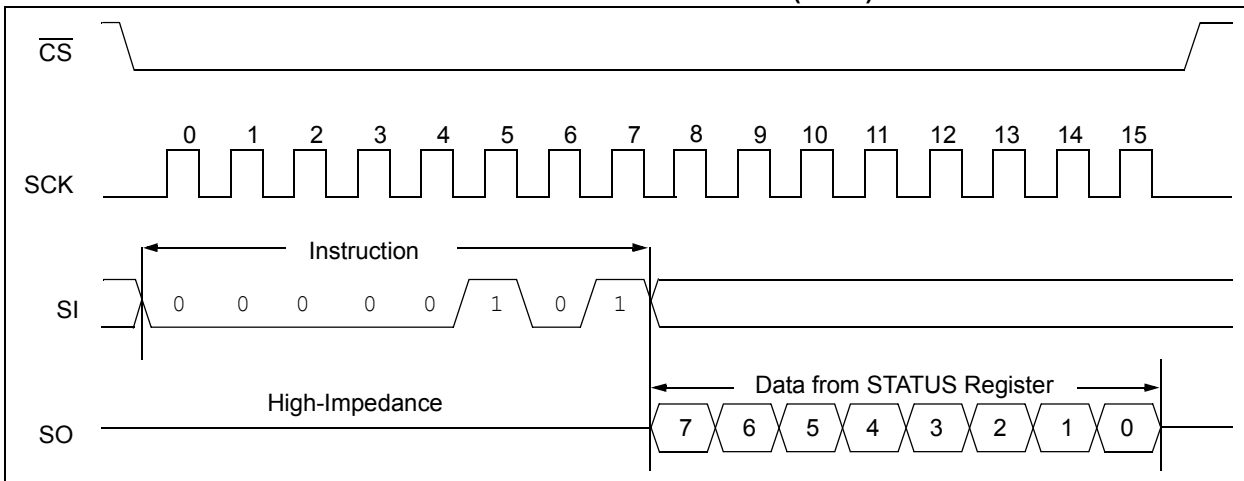 CS
0 1 2 3 4 5 6 7 8 9 10 11 12 13 14 15
SCK
Instruction
SI 0 0 0 0 0 1 0 1
Data from STATUS Register
High-Impedance
SO 7 6 5 4 3 2 1 0